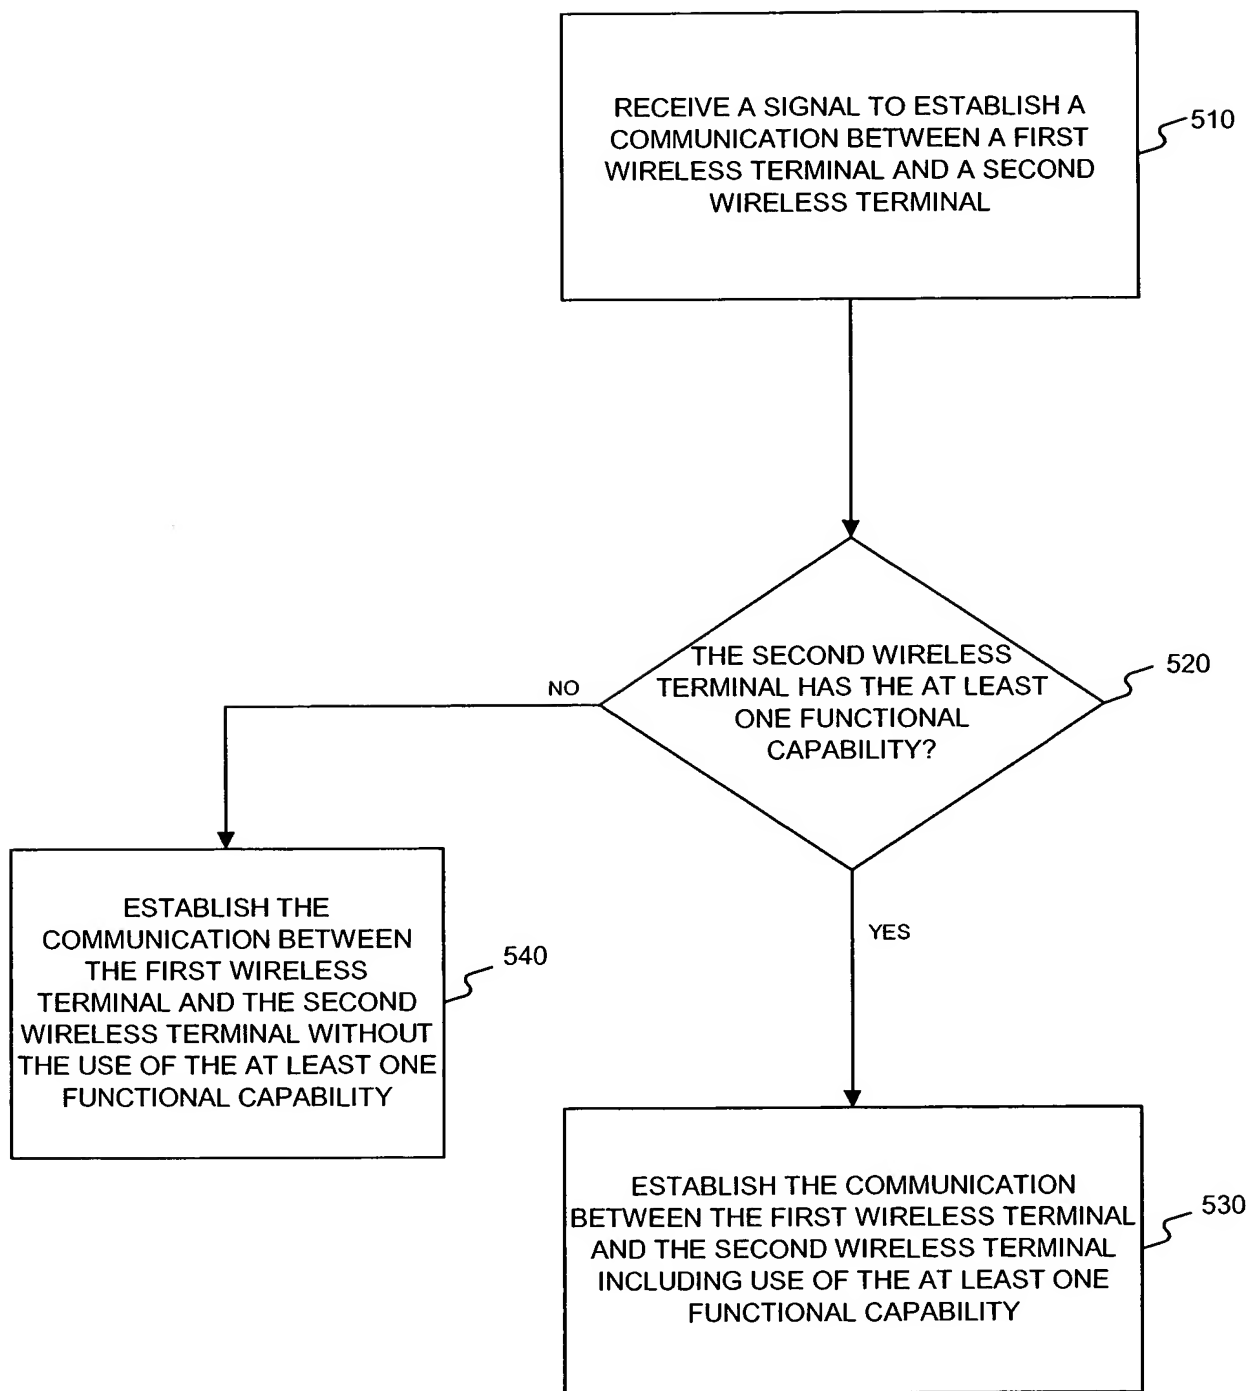 RECEIVE A SIGNAL TO ESTABLISH A
COMMUNICATION BETWEEN A FIRST
WIRELESS TERMINAL AND A SECOND
WIRELESS TERMINAL
510
THE SECOND WIRELESS
TERMINAL HAS THE AT LEAST
ONE FUNCTIONAL
CAPABILITY?
520
NO
YES
ESTABLISH THE
COMMUNICATION BETWEEN
THE FIRST WIRELESS
TERMINAL AND THE SECOND
WIRELESS TERMINAL WITHOUT
THE USE OF THE AT LEAST ONE
FUNCTIONAL CAPABILITY
540
ESTABLISH THE COMMUNICATION
BETWEEN THE FIRST WIRELESS TERMINAL
AND THE SECOND WIRELESS TERMINAL
INCLUDING USE OF THE AT LEAST ONE
FUNCTIONAL CAPABILITY
530